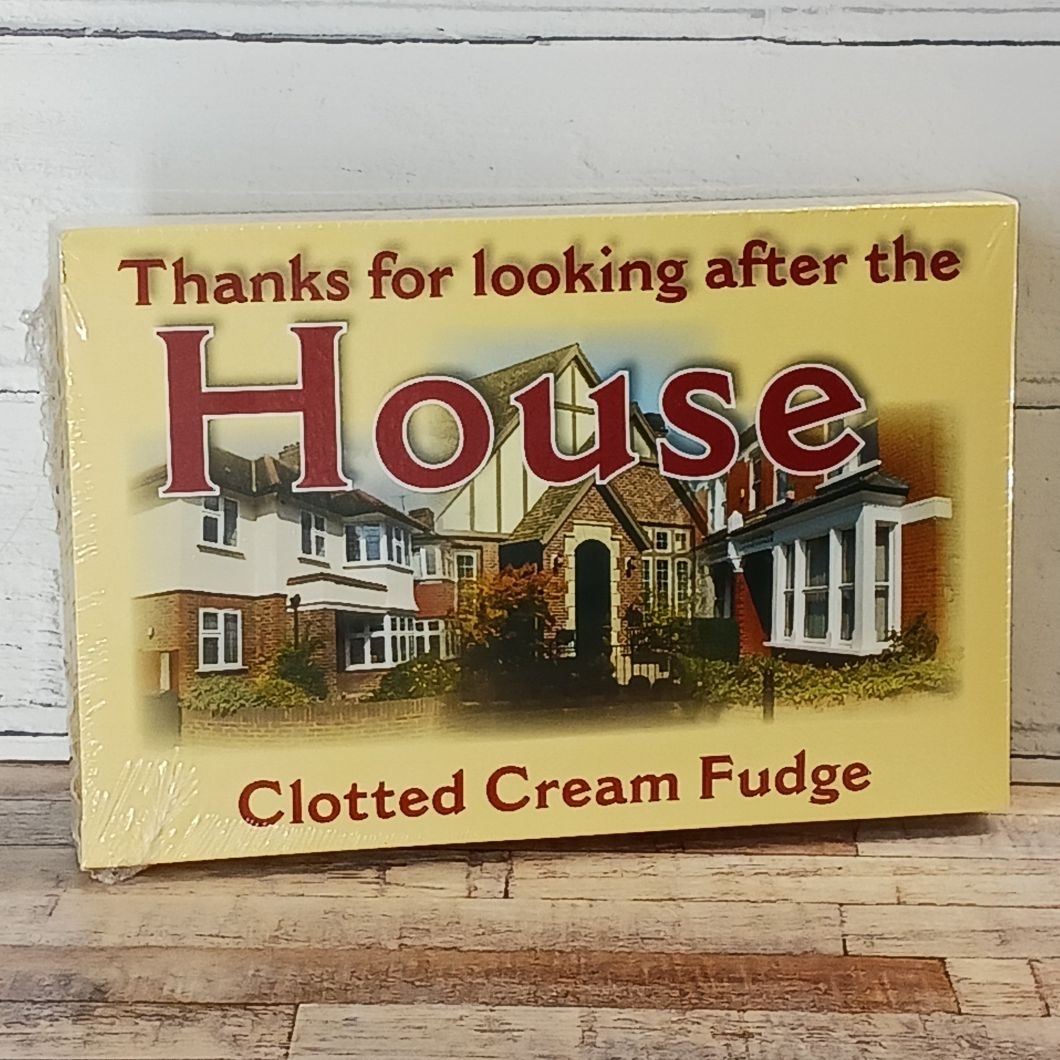 Thanks for looking after the
House
Clotted Cream Fudge